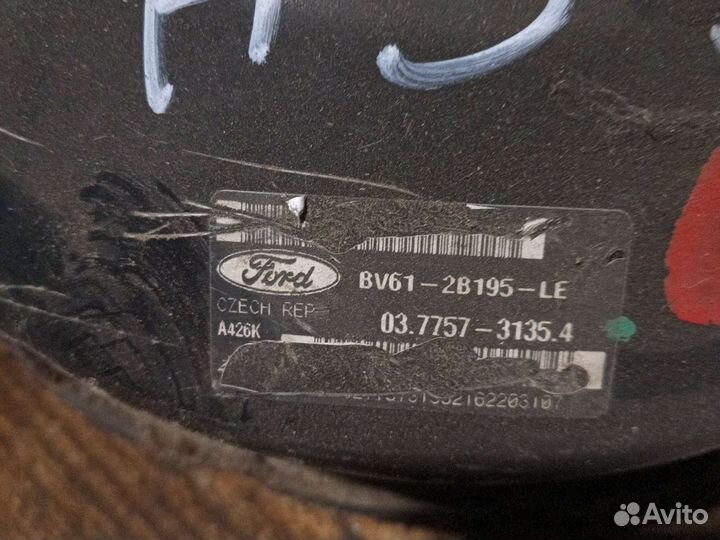 Ford
BV61-2B195-LE
CZECH REP
03.7757-3135.4
A426K
Avito